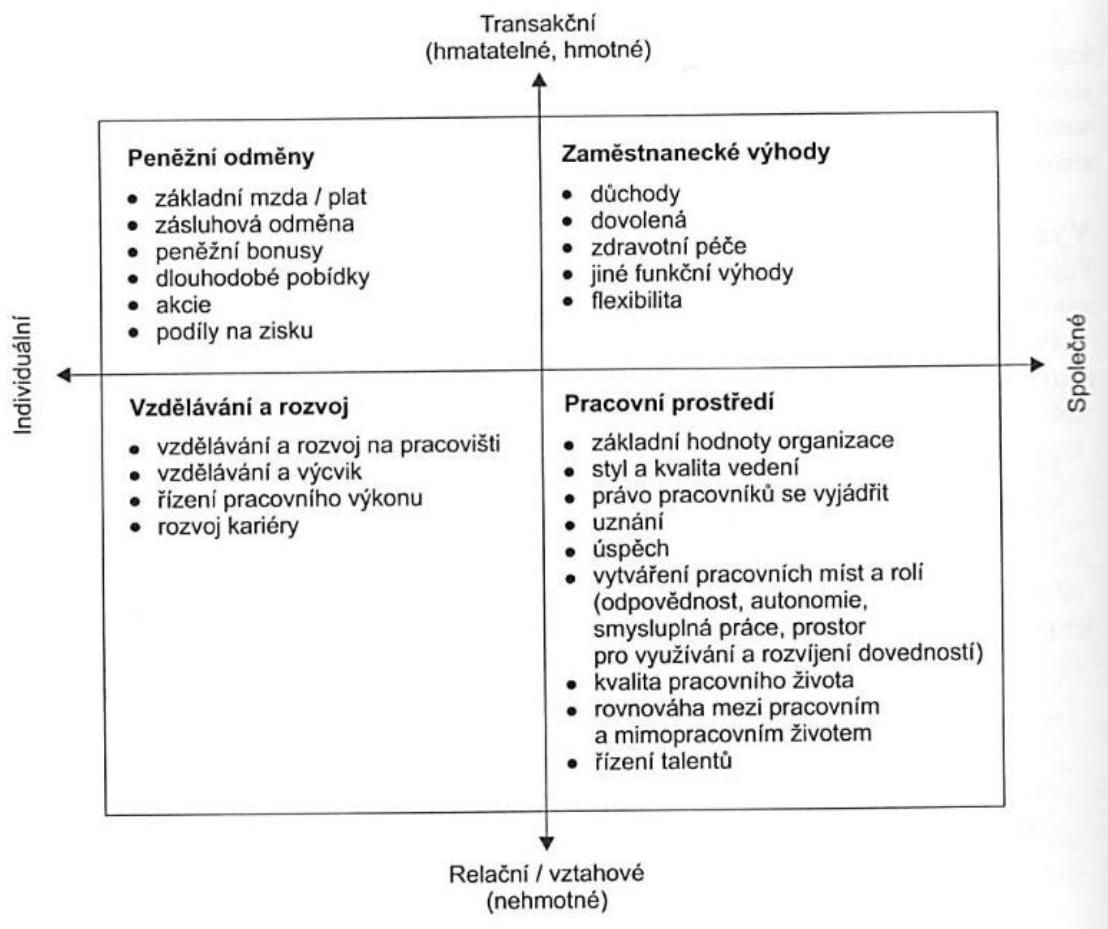 Transakční
(hmatatelné, hmotné)
Peněžní odměny
• základní mzda / plat
• zásluhová odměna
• peněžní bonusy
• dlouhodobé pobídky
• akcie
• podíly na zisku
Zaměstnanecké výhody
• důchody
• dovolená
• zdravotní péče
• jiné funkční výhody
• flexibilita
Individuální
Společné
Vzdělávání a rozvoj
• vzdělávání a rozvoj na pracovišti
• vzdělávání a výcvik
• řízení pracovního výkonu
• rozvoj kariéry
Pracovní prostředí
• základní hodnoty organizace
• styl a kvalita vedení
• právo pracovníků se vyjádřit
• uznání
• úspěch
• vytváření pracovních míst a rolí
(odpovědnost, autonomie,
smysluplná práce, prostor
pro využívání a rozvíjení dovedností)
• kvalita pracovního života
• rovnováha mezi pracovním
a mimopracovním životem
• řízení talentů
Relační / vztahové
(nehmotné)